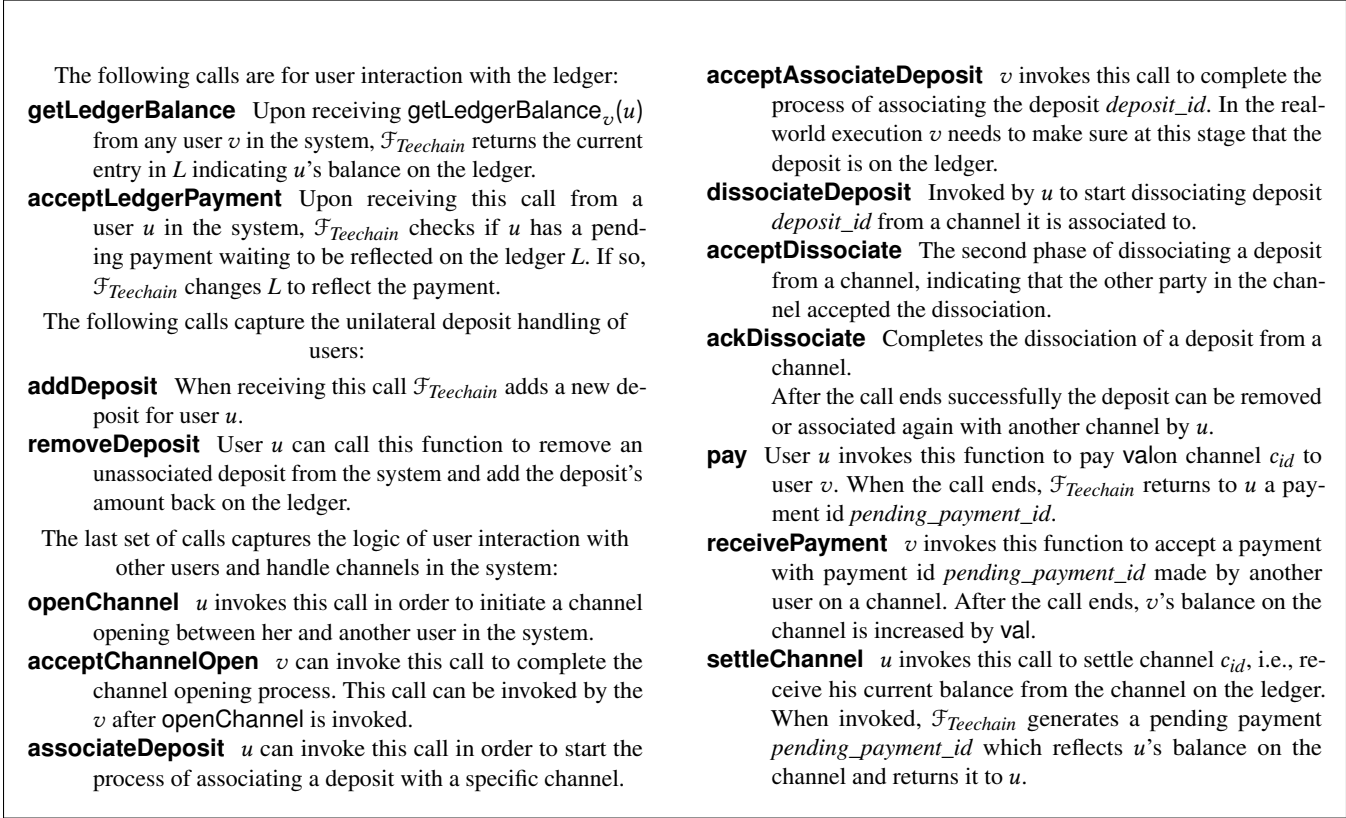 The following calls are for user interaction with the ledger:
getLedgerBalance Upon receiving getLedgerBalance_v(u)
from any user v in the system, ℱ_Teechain returns the current
entry in L indicating u's balance on the ledger.
acceptLedgerPayment Upon receiving this call from a
user u in the system, ℱ_Teechain checks if u has a pend-
ing payment waiting to be reflected on the ledger L. If so,
ℱ_Teechain changes L to reflect the payment.
The following calls capture the unilateral deposit handling of
users:
addDeposit When receiving this call ℱ_Teechain adds a new de-
posit for user u.
removeDeposit User u can call this function to remove an
unassociated deposit from the system and add the deposit's
amount back on the ledger.
The last set of calls captures the logic of user interaction with
other users and handle channels in the system:
openChannel u invokes this call in order to initiate a channel
opening between her and another user in the system.
acceptChannelOpen v can invoke this call to complete the
channel opening process. This call can be invoked by the
v after openChannel is invoked.
associateDeposit u can invoke this call in order to start the
process of associating a deposit with a specific channel.
acceptAssociateDeposit v invokes this call to complete the
process of associating the deposit deposit_id. In the real-
world execution v needs to make sure at this stage that the
deposit is on the ledger.
dissociateDeposit Invoked by u to start dissociating deposit
deposit_id from a channel it is associated to.
acceptDissociate The second phase of dissociating a deposit
from a channel, indicating that the other party in the chan-
nel accepted the dissociation.
ackDissociate Completes the dissociation of a deposit from a
channel.
After the call ends successfully the deposit can be removed
or associated again with another channel by u.
pay User u invokes this function to pay valon channel c_id to
user v. When the call ends, ℱ_Teechain returns to u a pay-
ment id pending_payment_id.
receivePayment v invokes this function to accept a payment
with payment id pending_payment_id made by another
user on a channel. After the call ends, v's balance on the
channel is increased by val.
settleChannel u invokes this call to settle channel c_id, i.e., re-
ceive his current balance from the channel on the ledger.
When invoked, ℱ_Teechain generates a pending payment
pending_payment_id which reflects u's balance on the
channel and returns it to u.